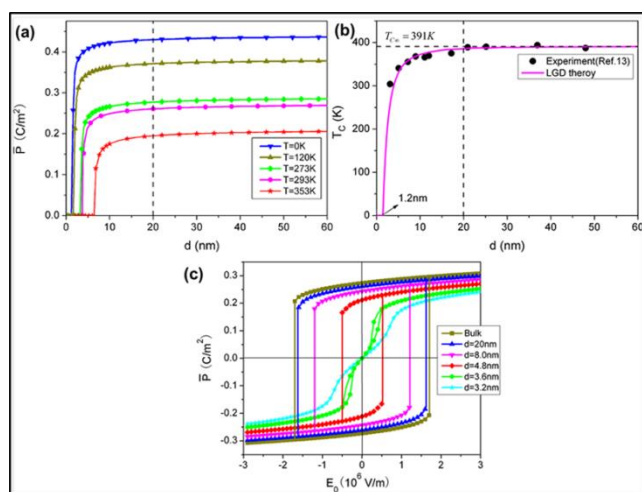 (a)
P̄ (C/m²)
0.4
0.3
0.2
0.1
0.0
0 10 20 30 40 50 60
d (nm)
T=0K
T=120K
T=273K
T=293K
T=353K
(b)
T_C∞=391K
T_C (K)
400
300
200
100
0
0 10 20 30 40 50 60
d (nm)
Experiment(Ref.13)
LGD theroy
1.2nm
(c)
P̄ (C/m²)
0.3
0.2
0.1
0.0
-0.1
-0.2
-0.3
-3 -2 -1 0 1 2 3
E₀(10⁶ V/m)
Bulk
d=20nm
d=8.0nm
d=4.8nm
d=3.6nm
d=3.2nm